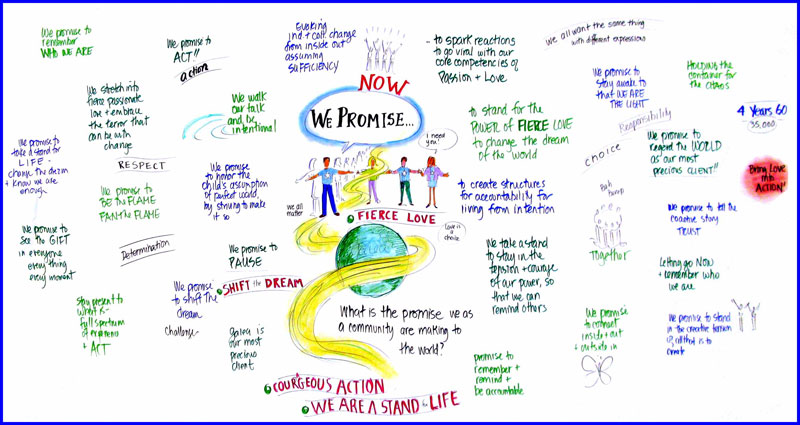 We promise to
remember
WHO WE ARE
We promise to
ACT!!
action
Evoking
ind + coll. change
from inside out
assuming
SUFFICIENCY
- to spark reactions
to go viral with our
core competencies of
Passion + Love
we all want the same thing
with different expressions
We promise to
stay awake to
that WE ARE
THE LIGHT
HOLDING the
container for
the CHAOS
We stretch into
fierce passionate
love + embrace
the terror that
can be with
change
We walk
our talk
and be
intentional
NOW
WE PROMISE...
I need
you!
to stand for the
POWER of FIERCE LOVE
to change the dream
of the world
Responsibility
choice
4 Years 60
35,000
We promise to
regard the WORLD
as our most
precious CLIENT!!
Bring Love
into
ACTION!
We promise to
take a stand for
LIFE -
change the dream
+ know we are
enough
RESPECT
We promise to
BE THE FLAME
FAN THE FLAME
We promise
to honor the
child's assumption
of perfect world,
by striving to make
it so
we all
matter
FIERCE LOVE
to create structures
for accountability for
living from intention
Bah
bump
Together
We promise to tell the
coactive story
TRUST
We promise to
See the GIFT
in everyone
everything
every moment
Determination
We promise to
PAUSE
Love is
a choice
We take a stand
to stay in the
tension + courage
of our power, so
that we can
remind others
Letting go NOW
+ remember who
we are
SHIFT the DREAM
Stay present to
what is -
full spectrum
of experience
+ ACT
We promise
to shift the
dream
Challenge -
gaiea is
our most
precious
client
What is the promise we as
a community are making to
the world?
We promise
to connect
inside + out
+ outside in
We promise to stand
in the creative
of all that is to
create
COURAGEOUS ACTION
WE ARE A STAND for LIFE
promise to
remember +
remind +
be accountable